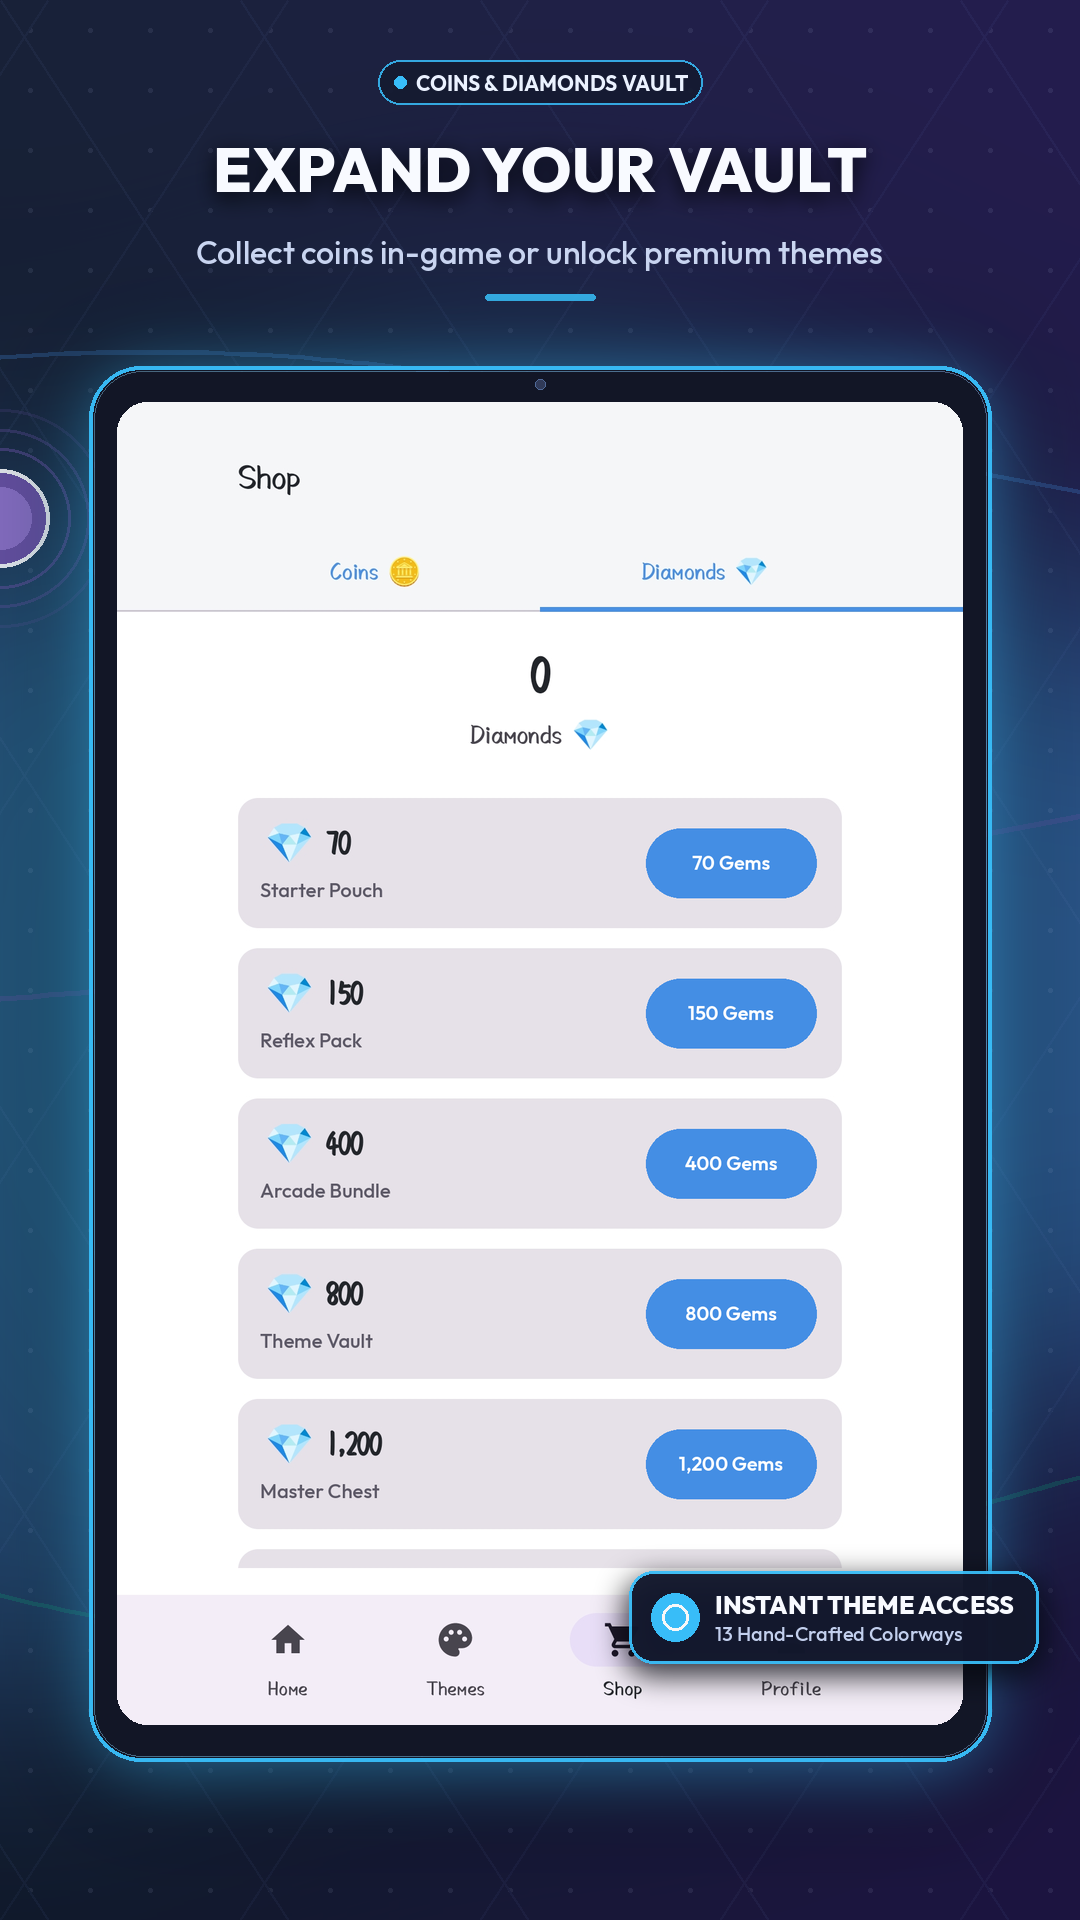 COINS & DIAMONDS VAULT
EXPAND YOUR VAULT
Collect coins in-game or unlock premium themes
Shop
Coins
Diamonds
0
Diamonds
70
70 Gems
Starter Pouch
150
150 Gems
Reflex Pack
400
400 Gems
Arcade Bundle
800
800 Gems
Theme Vault
1,200
1,200 Gems
Master Chest
INSTANT THEME ACCESS
13 Hand-Crafted Colorways
Home
Themes
Shop
Profile